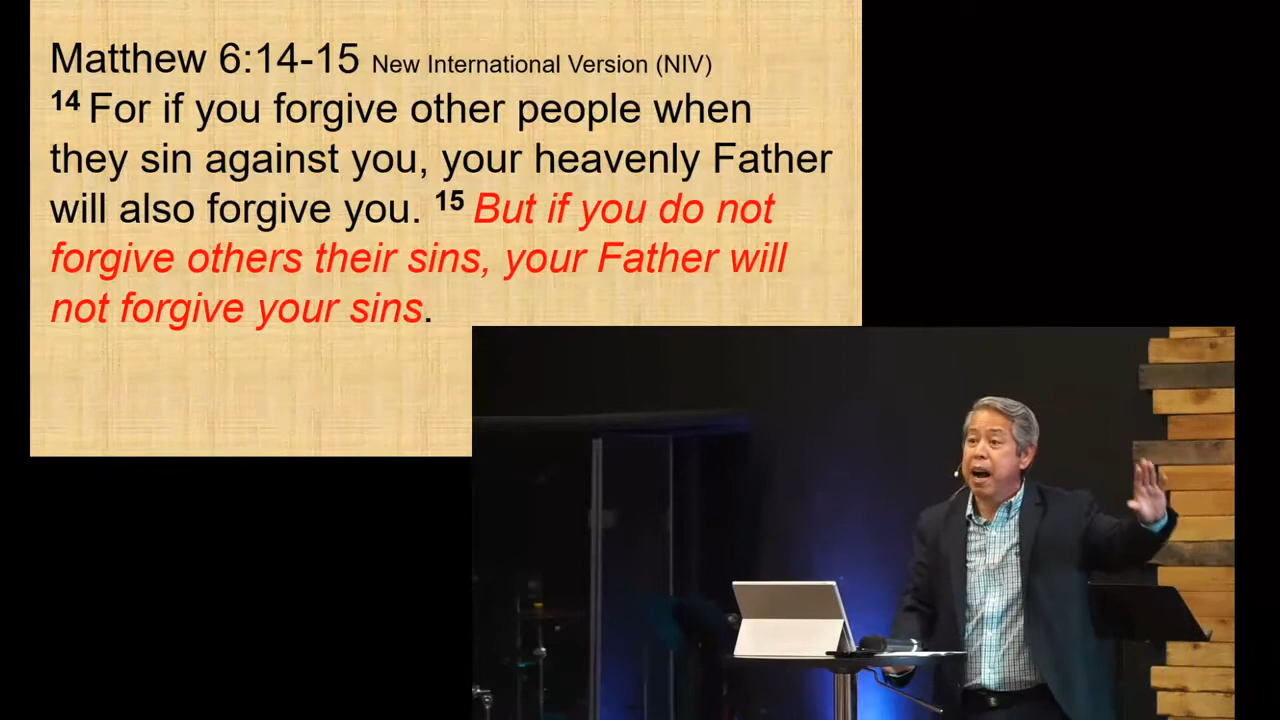 Matthew 6:14-15 New International Version (NIV)
14 For if you forgive other people when
they sin against you, your heavenly Father
will also forgive you. 15 But if you do not
forgive others their sins, your Father will
not forgive your sins.